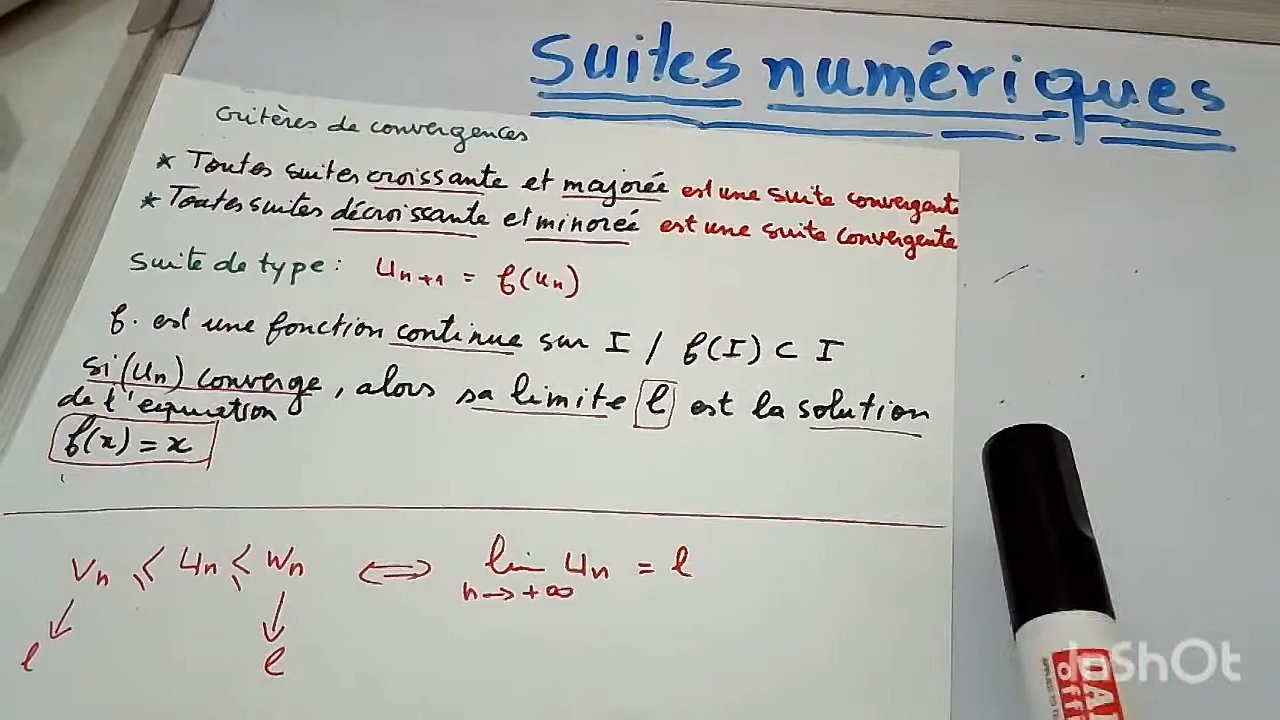 Suites numériques
Critères de convergences
* Toutes suites croissante et majorée est une suite convergente
* Toutes suites décroissante et minorée est une suite convergente
Suite de type : Un+1 = f(un)
f. est une fonction continue sur I / f(I) ⊂ I
si (Un) converge, alors sa limite l est la solution
de l'équation
f(x) = x
Vn ≤ Un ≤ Wn ⟺ lim Un = l
n→+∞
↓ ↓
l l
dashOt